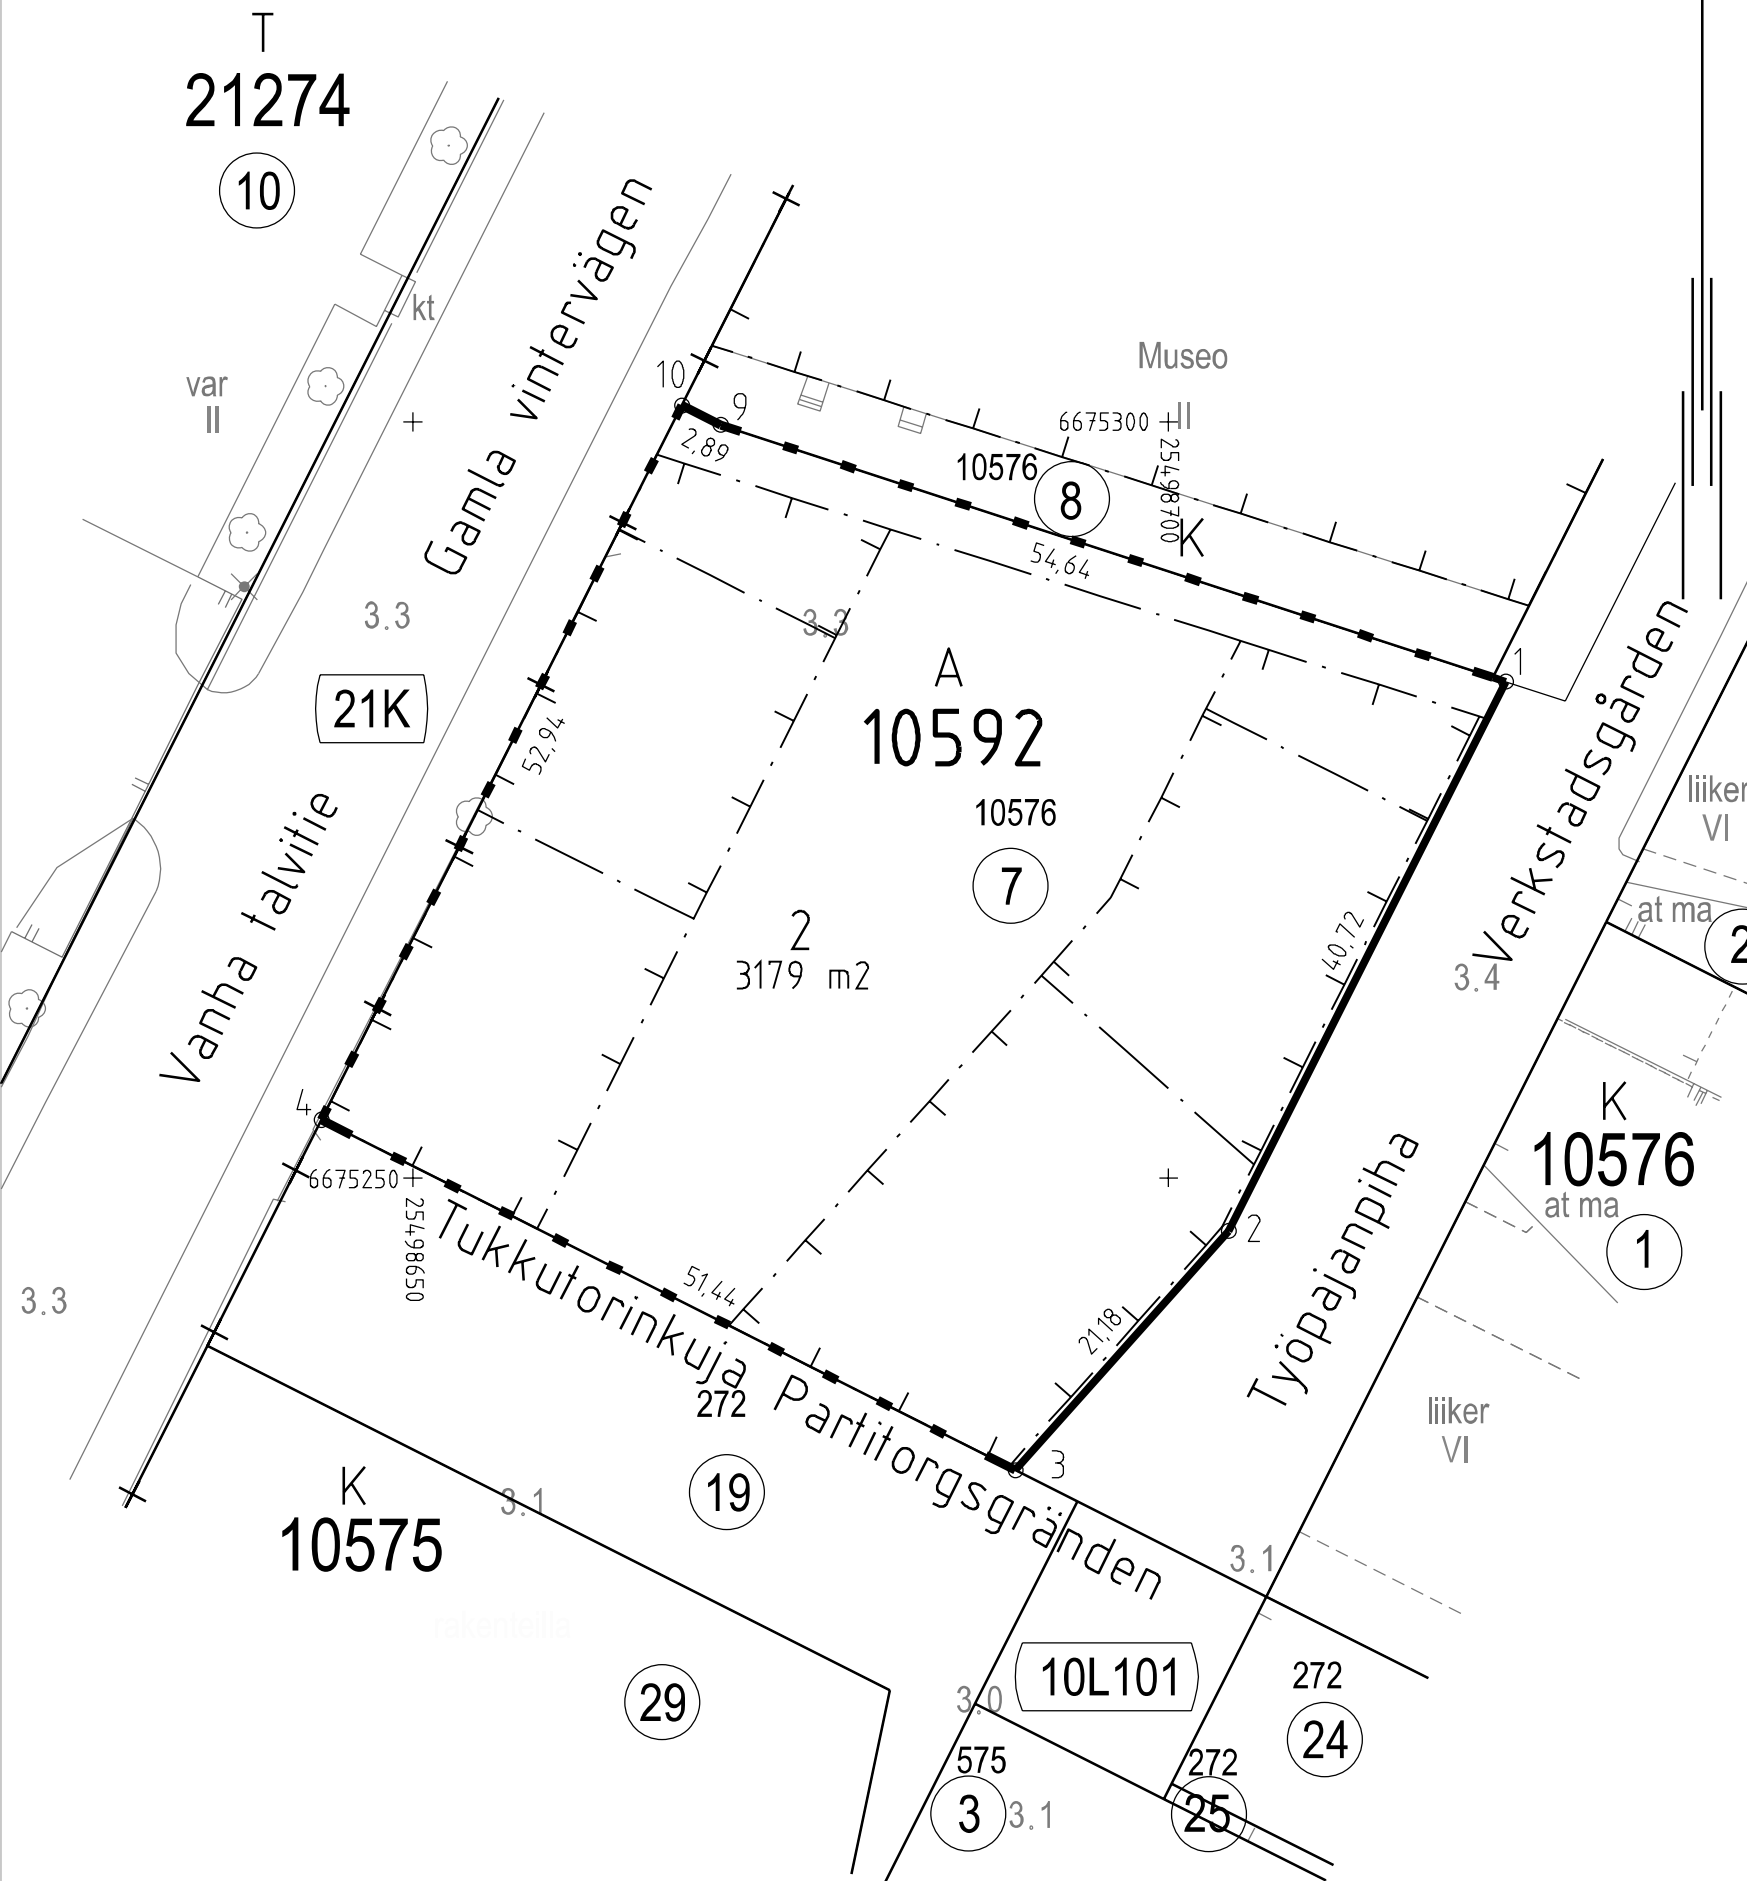 T
21274
10
Gamla vintervägen
kt
var
II
Museo
II
10
9
2,89
6675300
25498700
10576
8
K
54,64
3.3
3.3
1
21K
A
10592
10576
7
52,94
Verkstadsgården
liiker
VI
at ma
2
Vanha talvitie
2
3179 m2
40,72
3.4
4
6675250
25498650
K
10576
at ma
1
2
Työpajanpiha
Tukkutorinkuja Partitorgsgränden
51,44
21,18
3.3
272
19
3
liiker
VI
K
10575
3.1
3.1
rakenteilla
29
10L101
3.0
272
24
575
3
3.1
272
25